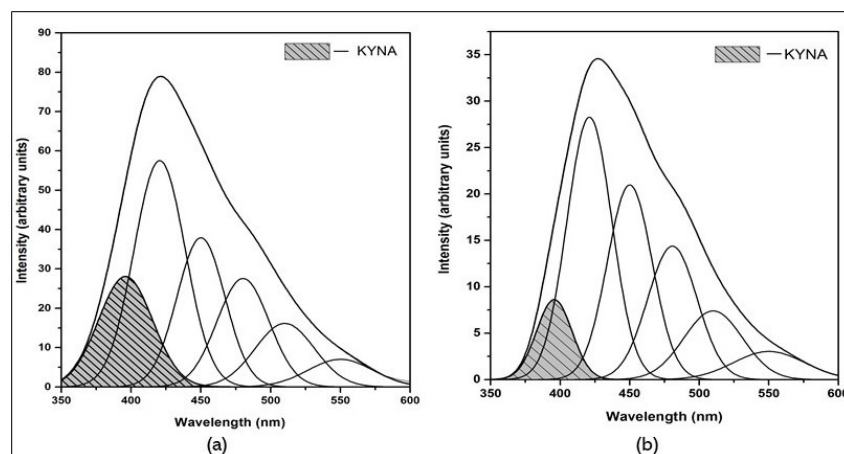 90
80
70
60
50
40
30
20
10
0
Intensity (arbitrary units)
KYNA
350 400 450 500 550 600
Wavelength (nm)
(a)
35
30
25
20
15
10
5
0
Intensity (arbitrary units)
KYNA
350 400 450 500 550 600
Wavelength (nm)
(b)